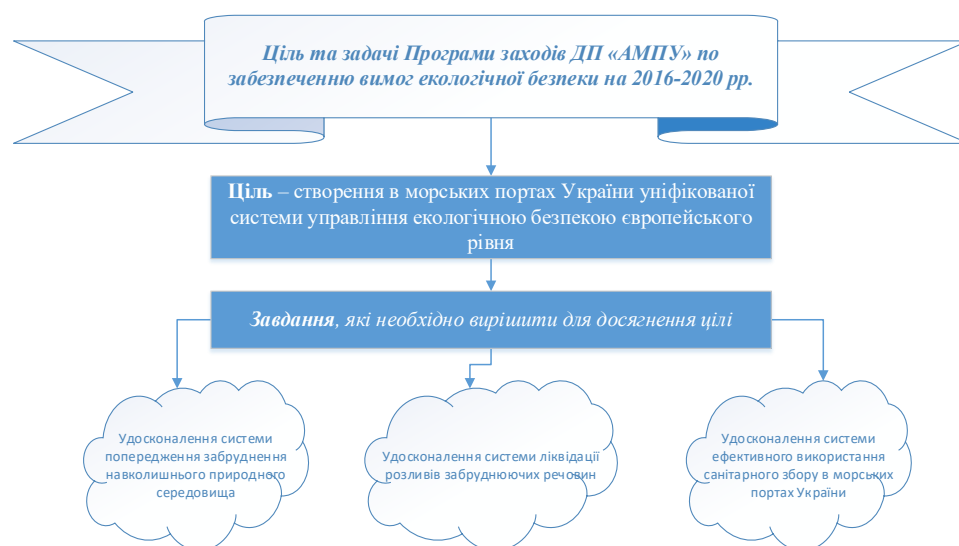 Ціль та задачі Програми заходів ДП «АМПУ» по
забезпеченню вимог екологічної безпеки на 2016-2020 рр.
Ціль – створення в морських портах України уніфікованої
системи управління екологічною безпекою європейського
рівня
Завдання, які необхідно вирішити для досягнення цілі
Удосконалення системи
попередження забруднення
навколишнього природного
середовища
Удосконалення системи ліквідації
розливів забруднюючих речовин
Удосконалення системи
ефективного використання
санітарного збору в морських
портах України